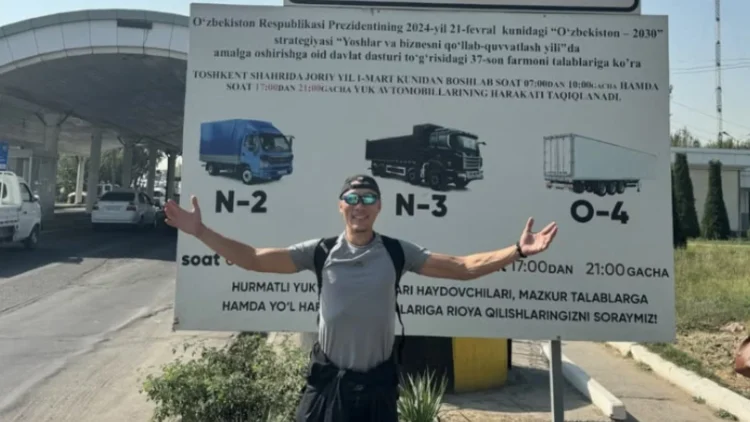 O'zbekiston Respublikasi Prezidentining 2024-yil 21-fevral kunidagi "O'zbekiston – 2030"
strategiyasi "Yoshlar va biznesni qo'llab-quvvatlash yili"da
amalga oshirishga oid davlat dasturi to'g'risidagi 37-son farmoni talablariga ko'ra
TOSHKENT SHAHRIDA JORIY YIL 1-MART KUNIDAN BOSHLAB SOAT 07:00DAN 10:00GACHA HAMDA
SOAT 17:00DAN 21:00GACHA YUK AVTOMOBILLARINING HARAKATI TAQIQLANADI.
N-2 N-3 O-4
soat 17:00DAN 21:00GACHA
HURMATLI YUK HAYDOVCHILARI, MAZKUR TALABLARGA
HAMDA YO'L RIOYA QILISHLARINGIZNI SORAYMIZ!